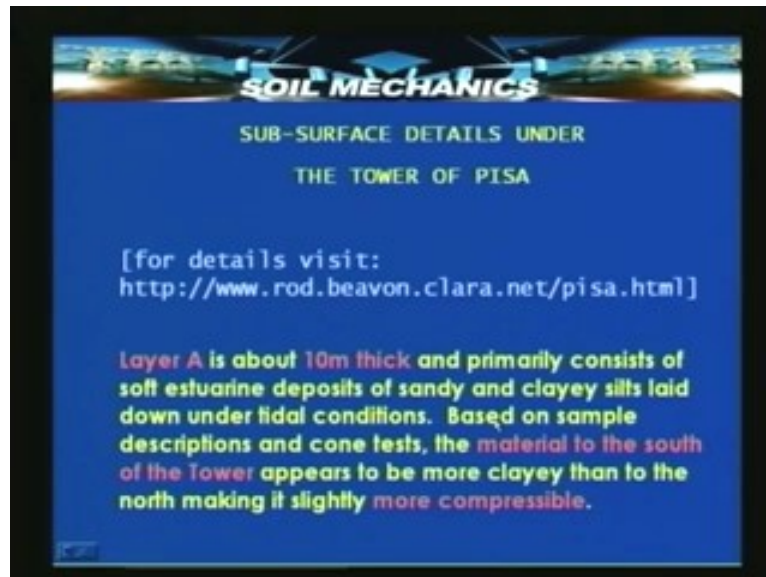 SOIL MECHANICS
SUB-SURFACE DETAILS UNDER
THE TOWER OF PISA
[for details visit:
http://www.rod.beavon.clara.net/pisa.html]
Layer A is about 10m thick and primarily consists of
soft estuarine deposits of sandy and clayey silts laid
down under tidal conditions. Based on sample
descriptions and cone tests, the material to the south
of the Tower appears to be more clayey than to the
north making it slightly more compressible.